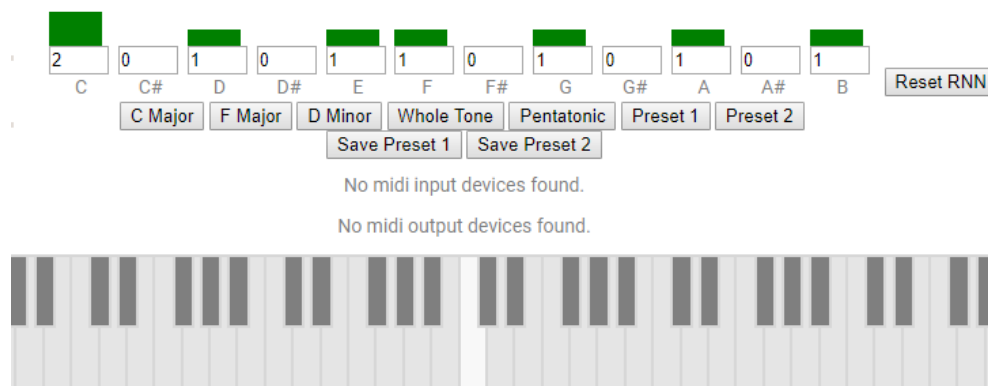 2 0 1 0 1 1 0 1 0 1 0 1
C C# D D# E F F# G G# A A# B Reset RNN
C Major F Major D Minor Whole Tone Pentatonic Preset 1 Preset 2
Save Preset 1 Save Preset 2
No midi input devices found.
No midi output devices found.